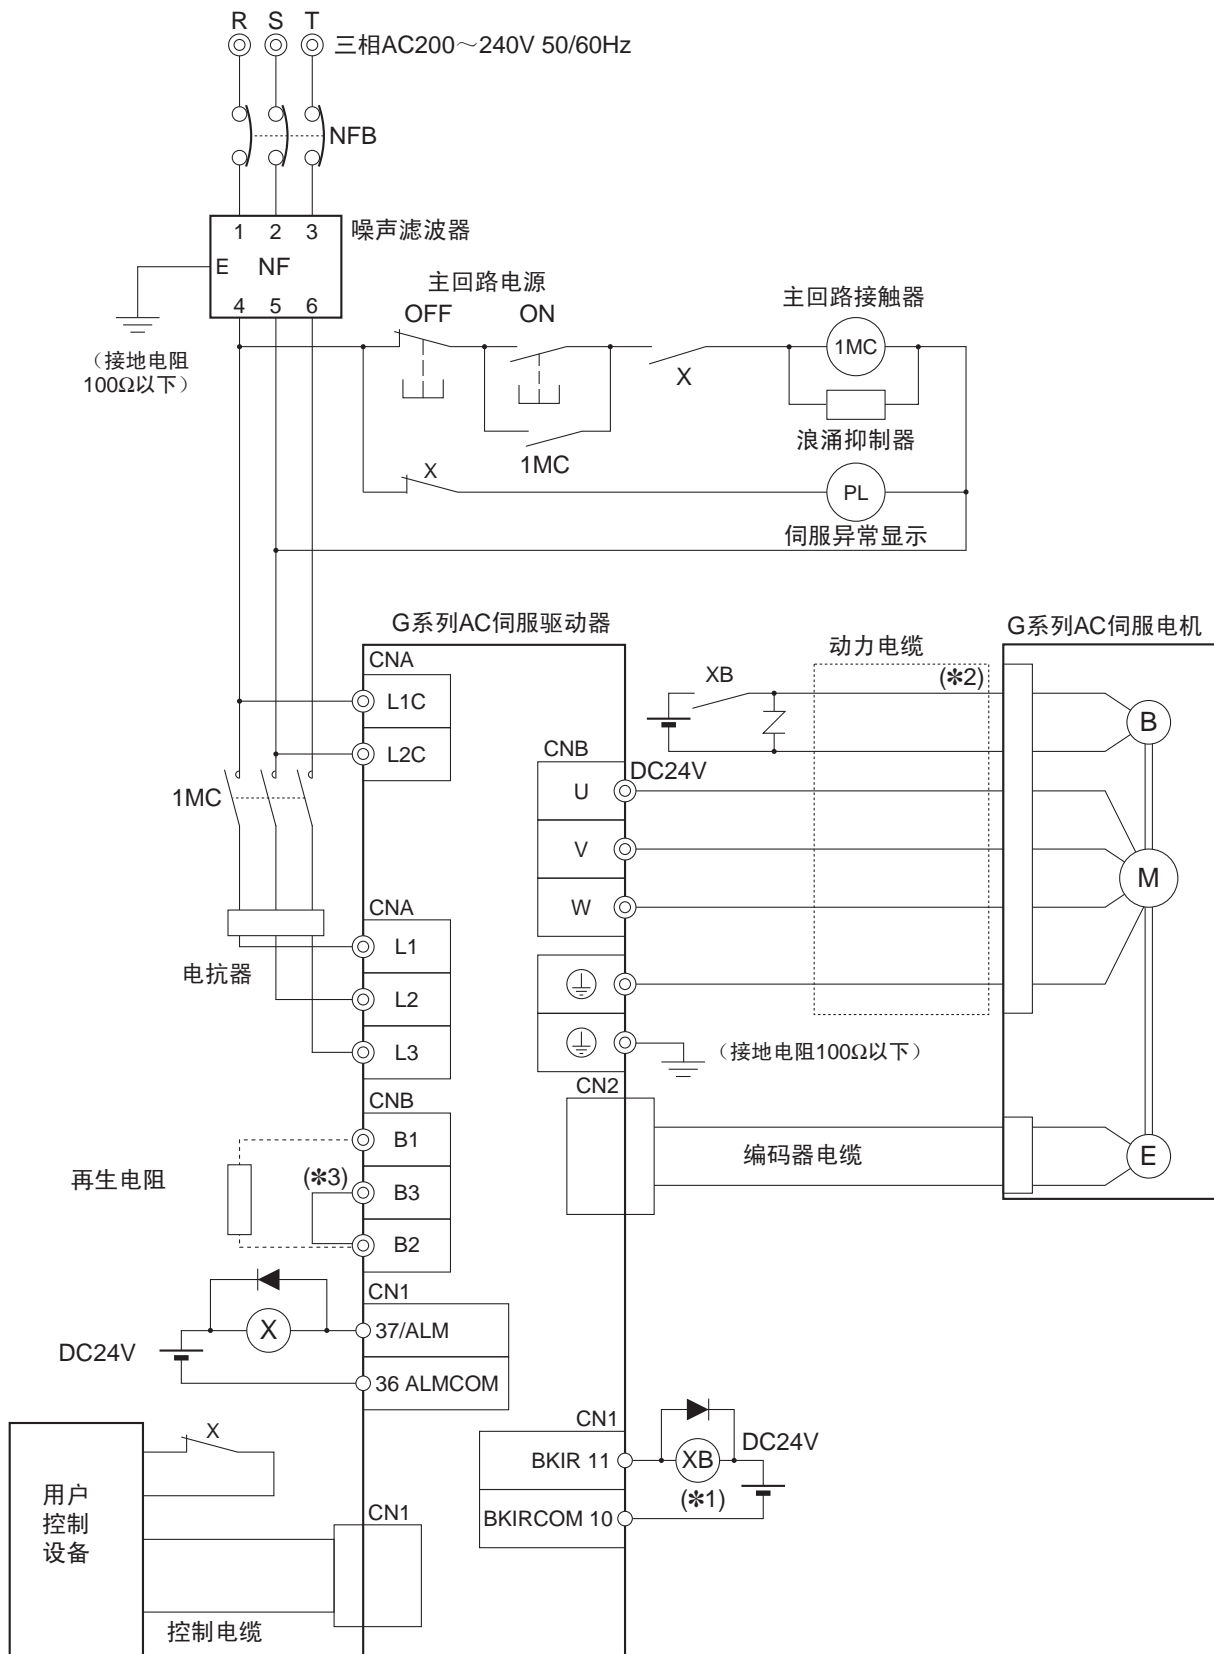 R S T
三相AC200～240V 50/60Hz
NFB
1 2 3
噪声滤波器
E NF
4 5 6
（接地电阻
100Ω以下）
主回路电源
OFF ON
主回路接触器
1MC
X
浪涌抑制器
1MC
X
PL
伺服异常显示
G系列AC伺服驱动器
G系列AC伺服电机
动力电缆
CNA
XB
(✽2)
L1C
B
L2C
CNB
DC24V
1MC
U
V
M
W
CNA
L1
电抗器
L2
L3
（接地电阻100Ω以下）
CN2
CNB
B1
编码器电缆
E
再生电阻
(✽3)
B3
B2
CN1
X
37/ALM
DC24V
36 ALMCOM
CN1
DC24V
X
BKIR 11
XB
(✽1)
BKIRCOM 10
用户
控制
设备
CN1
控制电缆